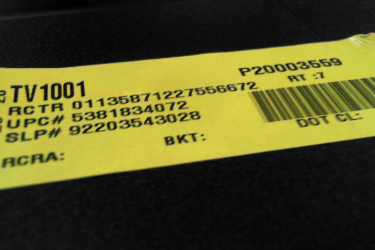 TV1001
P20003559
RCTR 01135871227556672
RT :7
UPC# 5381834072
SLP# 92203543028
BKT:
DOT CL:
RCRA: